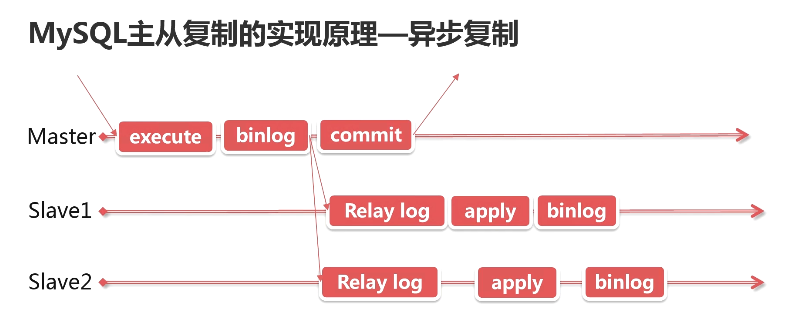 MySQL主从复制的实现原理—异步复制
Master execute binlog commit
Slave1 Relay log apply binlog
Slave2 Relay log apply binlog